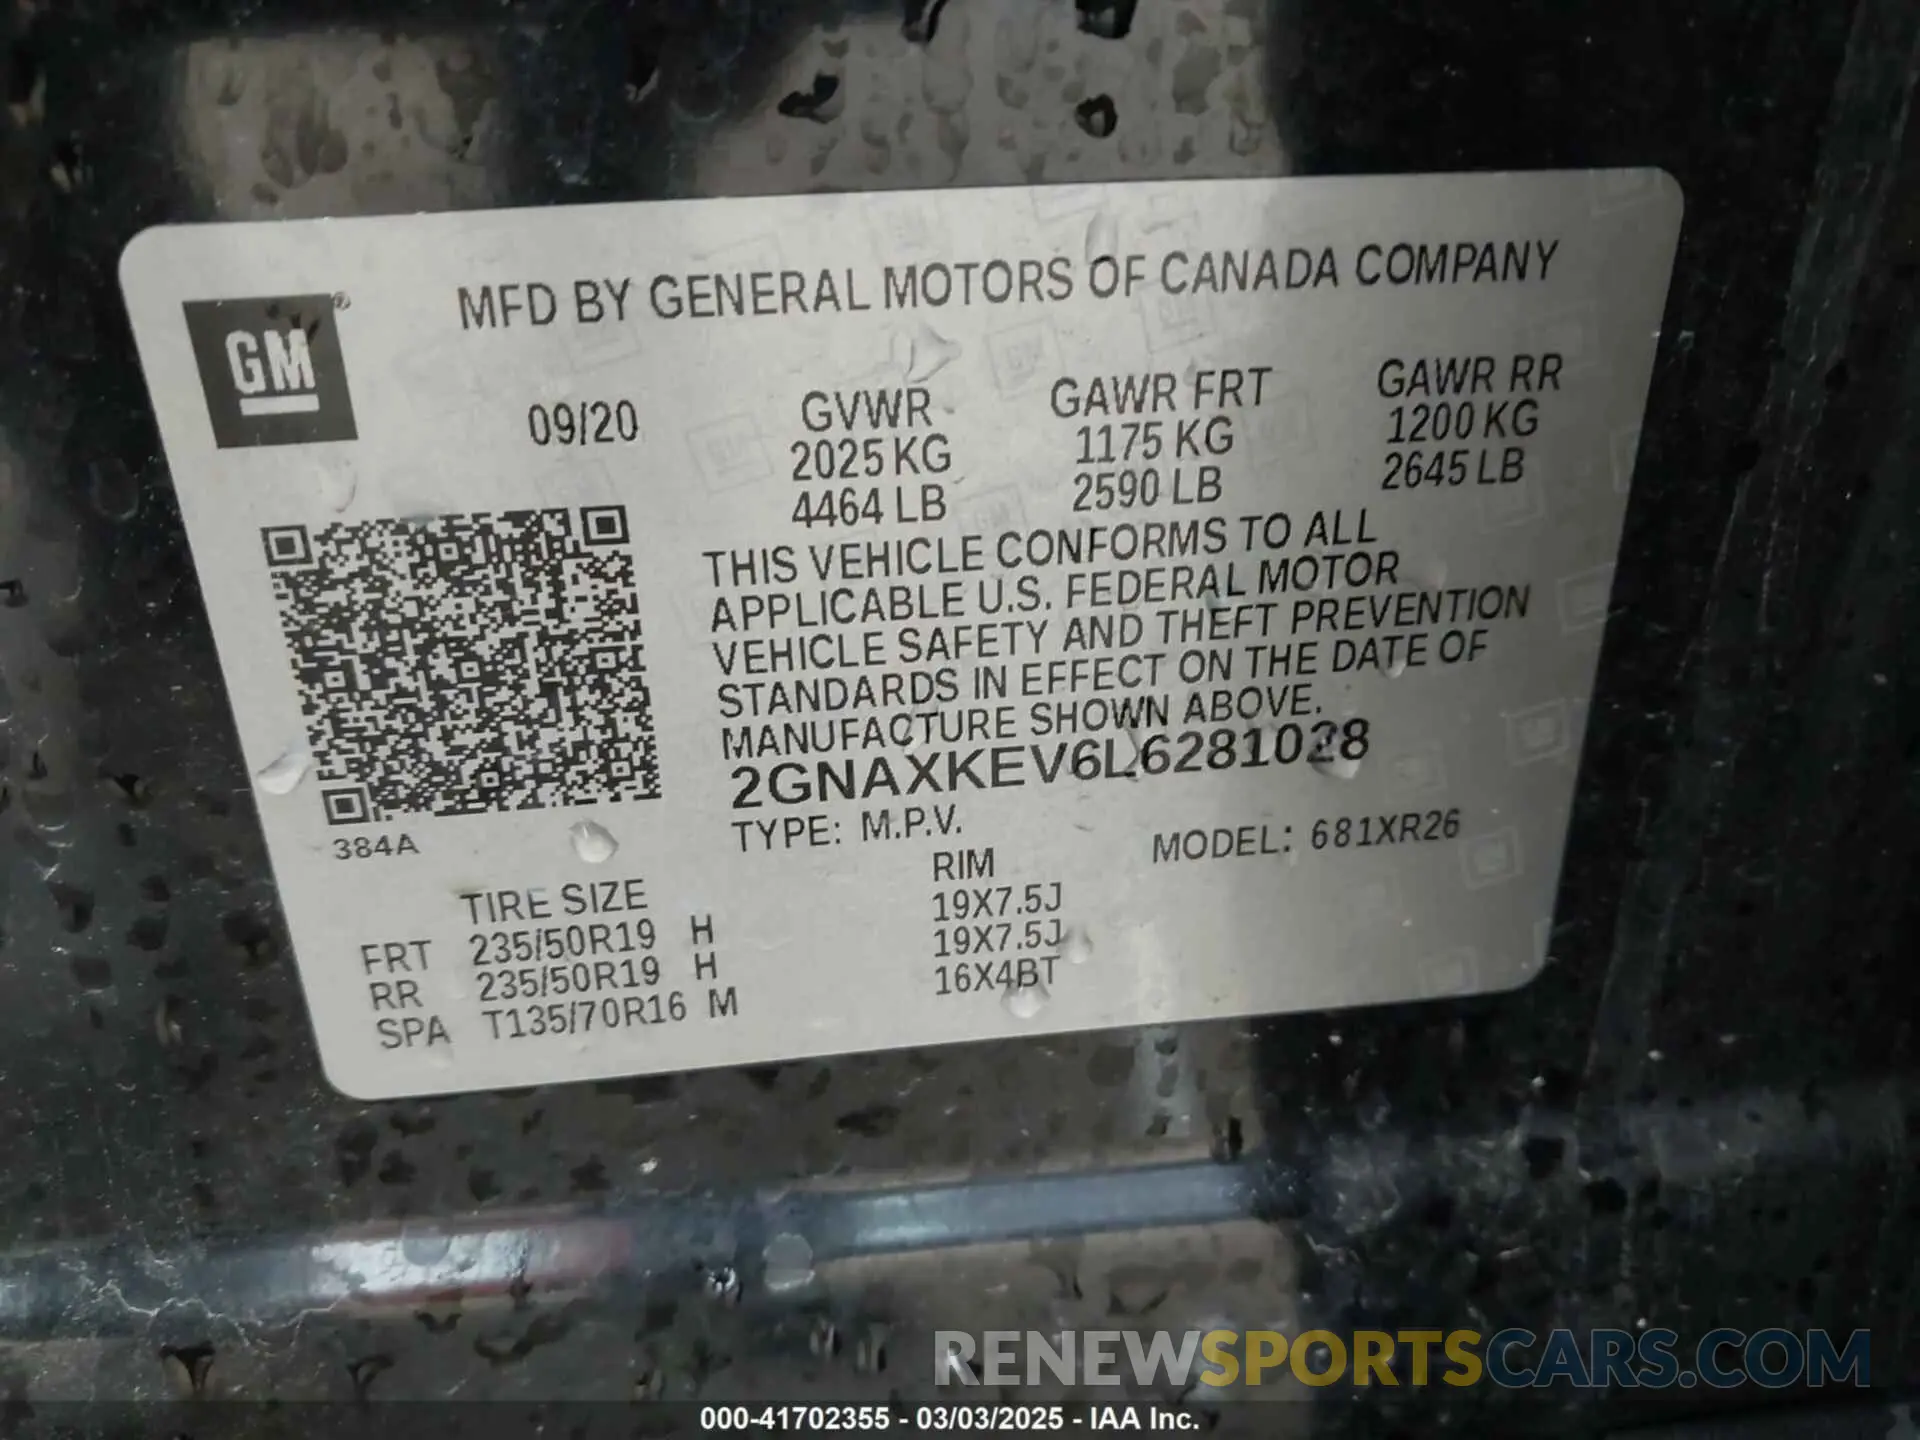 MFD BY GENERAL MOTORS OF CANADA COMPANY
GM®
09/20
GVWR GAWR FRT GAWR RR
2025 KG 1175 KG 1200 KG
4464 LB 2590 LB 2645 LB
THIS VEHICLE CONFORMS TO ALL
APPLICABLE U.S. FEDERAL MOTOR
VEHICLE SAFETY AND THEFT PREVENTION
STANDARDS IN EFFECT ON THE DATE OF
MANUFACTURE SHOWN ABOVE.
2GNAXKEV6L6281028
384A
TYPE: M.P.V. MODEL: 681XR26
TIRE SIZE RIM
FRT 235/50R19 H 19X7.5J
RR 235/50R19 H 19X7.5J
SPA T135/70R16 M 16X4BT
RENEWSPORTSCARS.COM
000-41702355 - 03/03/2025 - IAA Inc.